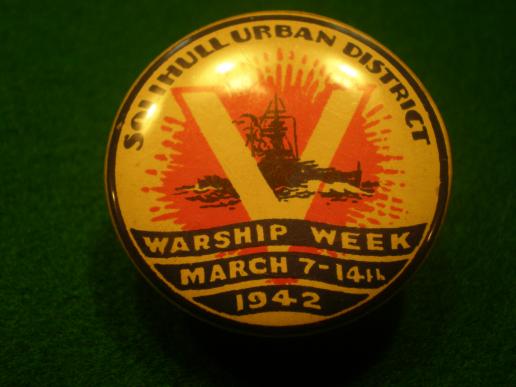 SOLIHULL URBAN DISTRICT
V
WARSHIP WEEK
MARCH 7-14th
1942